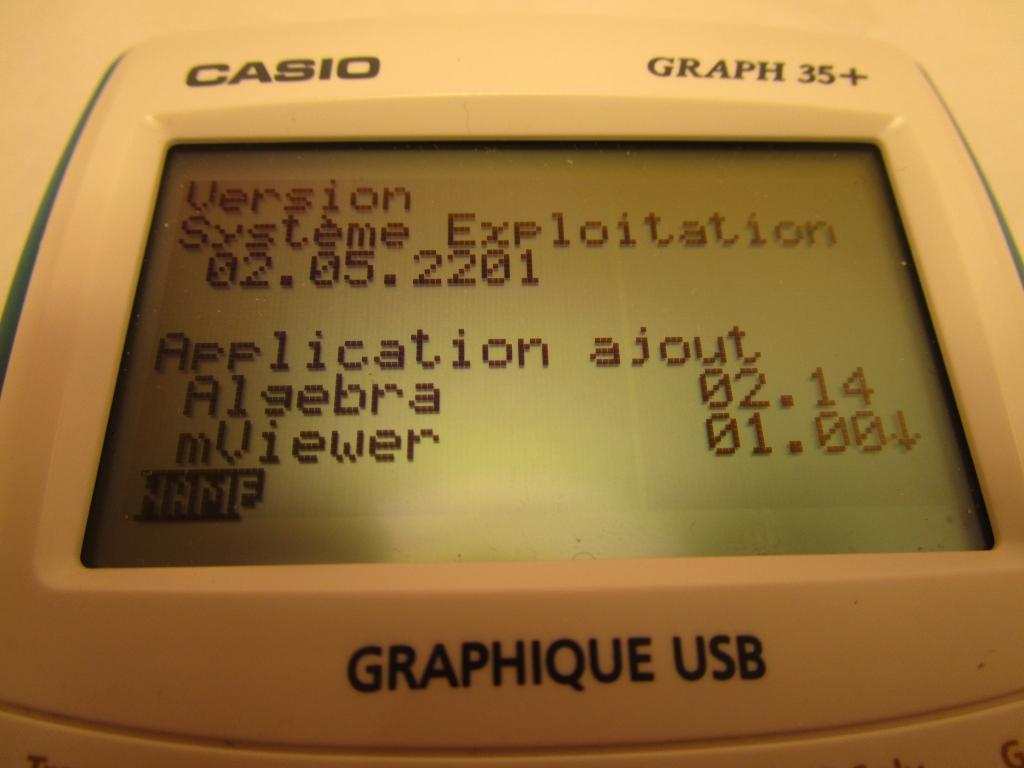 CASIO GRAPH 35+
Version
Système Exploitation
02.05.2201
Application ajout
Algebra 02.14
mViewer 01.00↓
NAME
GRAPHIQUE USB